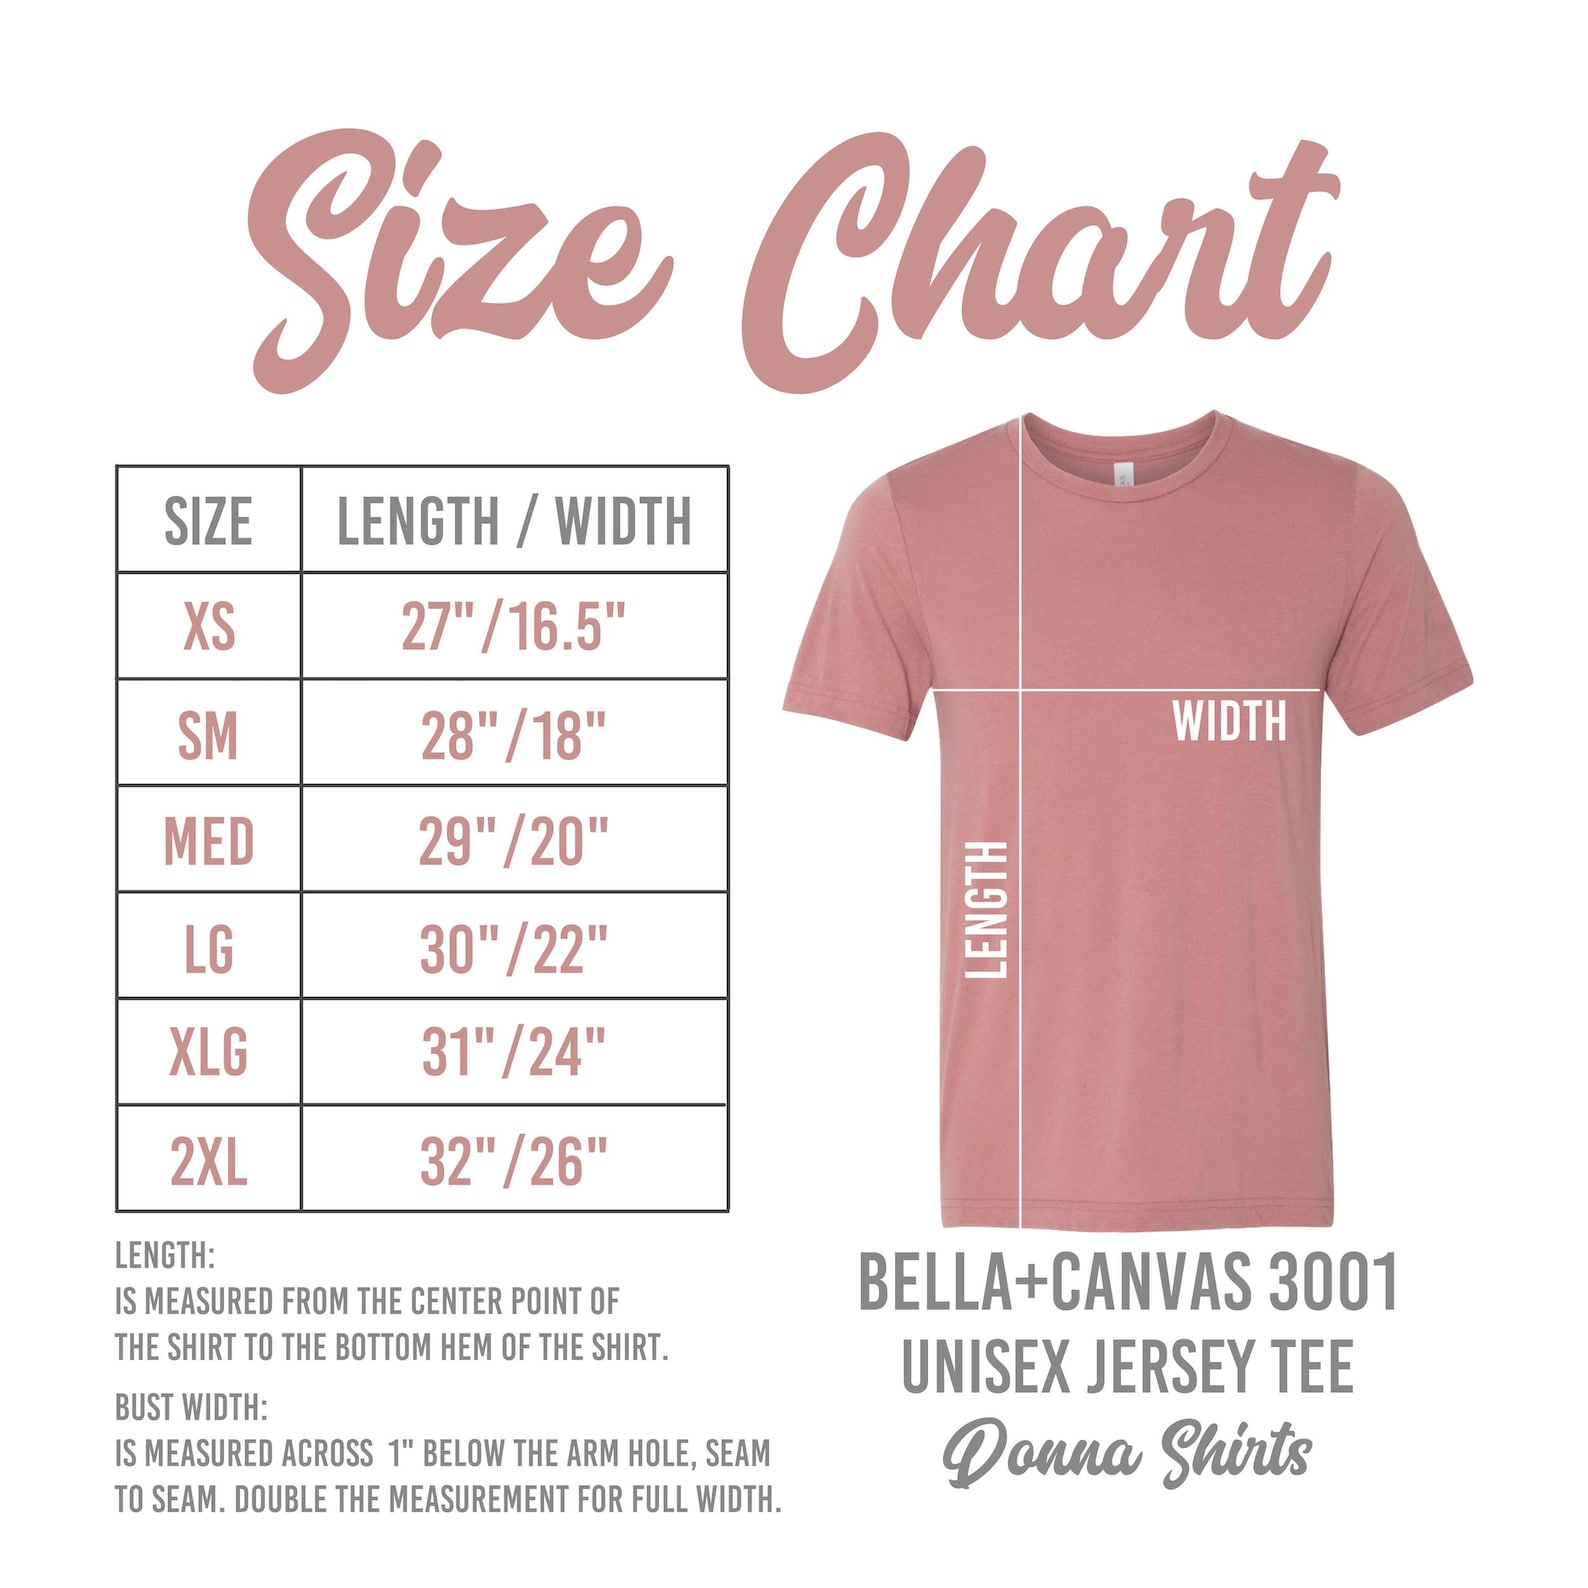 Size Chart
SIZE LENGTH / WIDTH
XS 27"/16.5"
SM 28"/18"
MED 29"/20"
LG 30"/22"
XLG 31"/24"
2XL 32"/26"
LENGTH:
IS MEASURED FROM THE CENTER POINT OF
THE SHIRT TO THE BOTTOM HEM OF THE SHIRT.
BUST WIDTH:
IS MEASURED ACROSS 1" BELOW THE ARM HOLE, SEAM
TO SEAM. DOUBLE THE MEASUREMENT FOR FULL WIDTH.
WIDTH
LENGTH
BELLA+CANVAS 3001
UNISEX JERSEY TEE
Donna Shirts